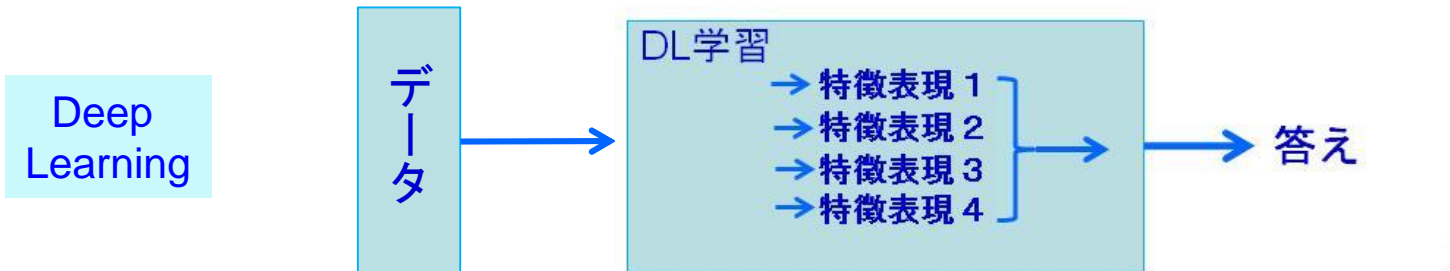 Deep
Learning
データ
DL学習
→特徴表現1
→特徴表現2
→特徴表現3
→特徴表現4
答え